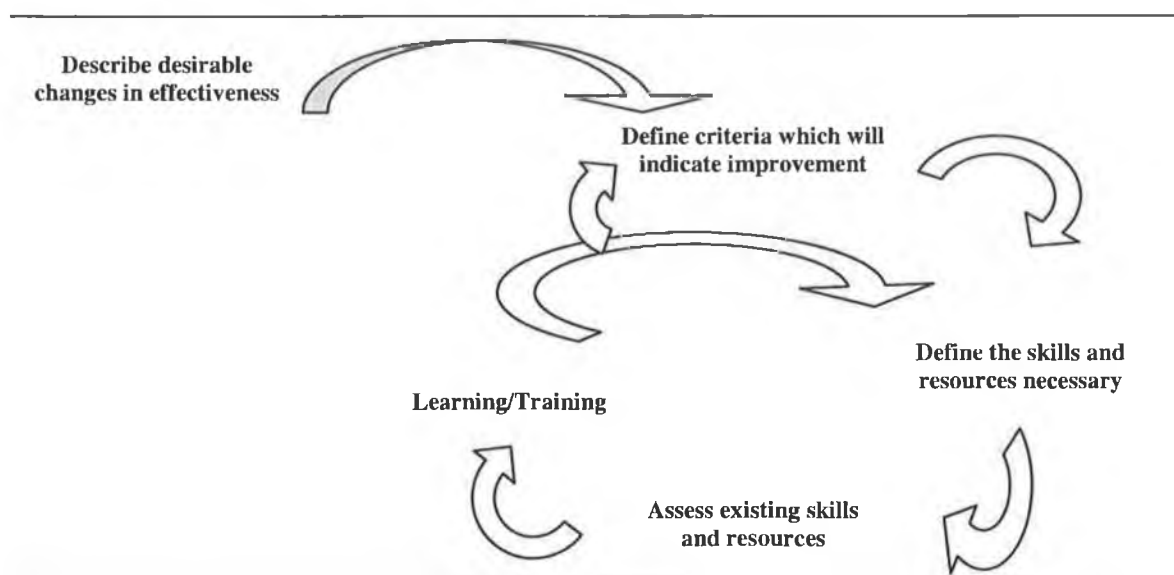 Describe desirable
changes in effectiveness
Define criteria which will
indicate improvement
Define the skills and
resources necessary
Learning/Training
Assess existing skills
and resources